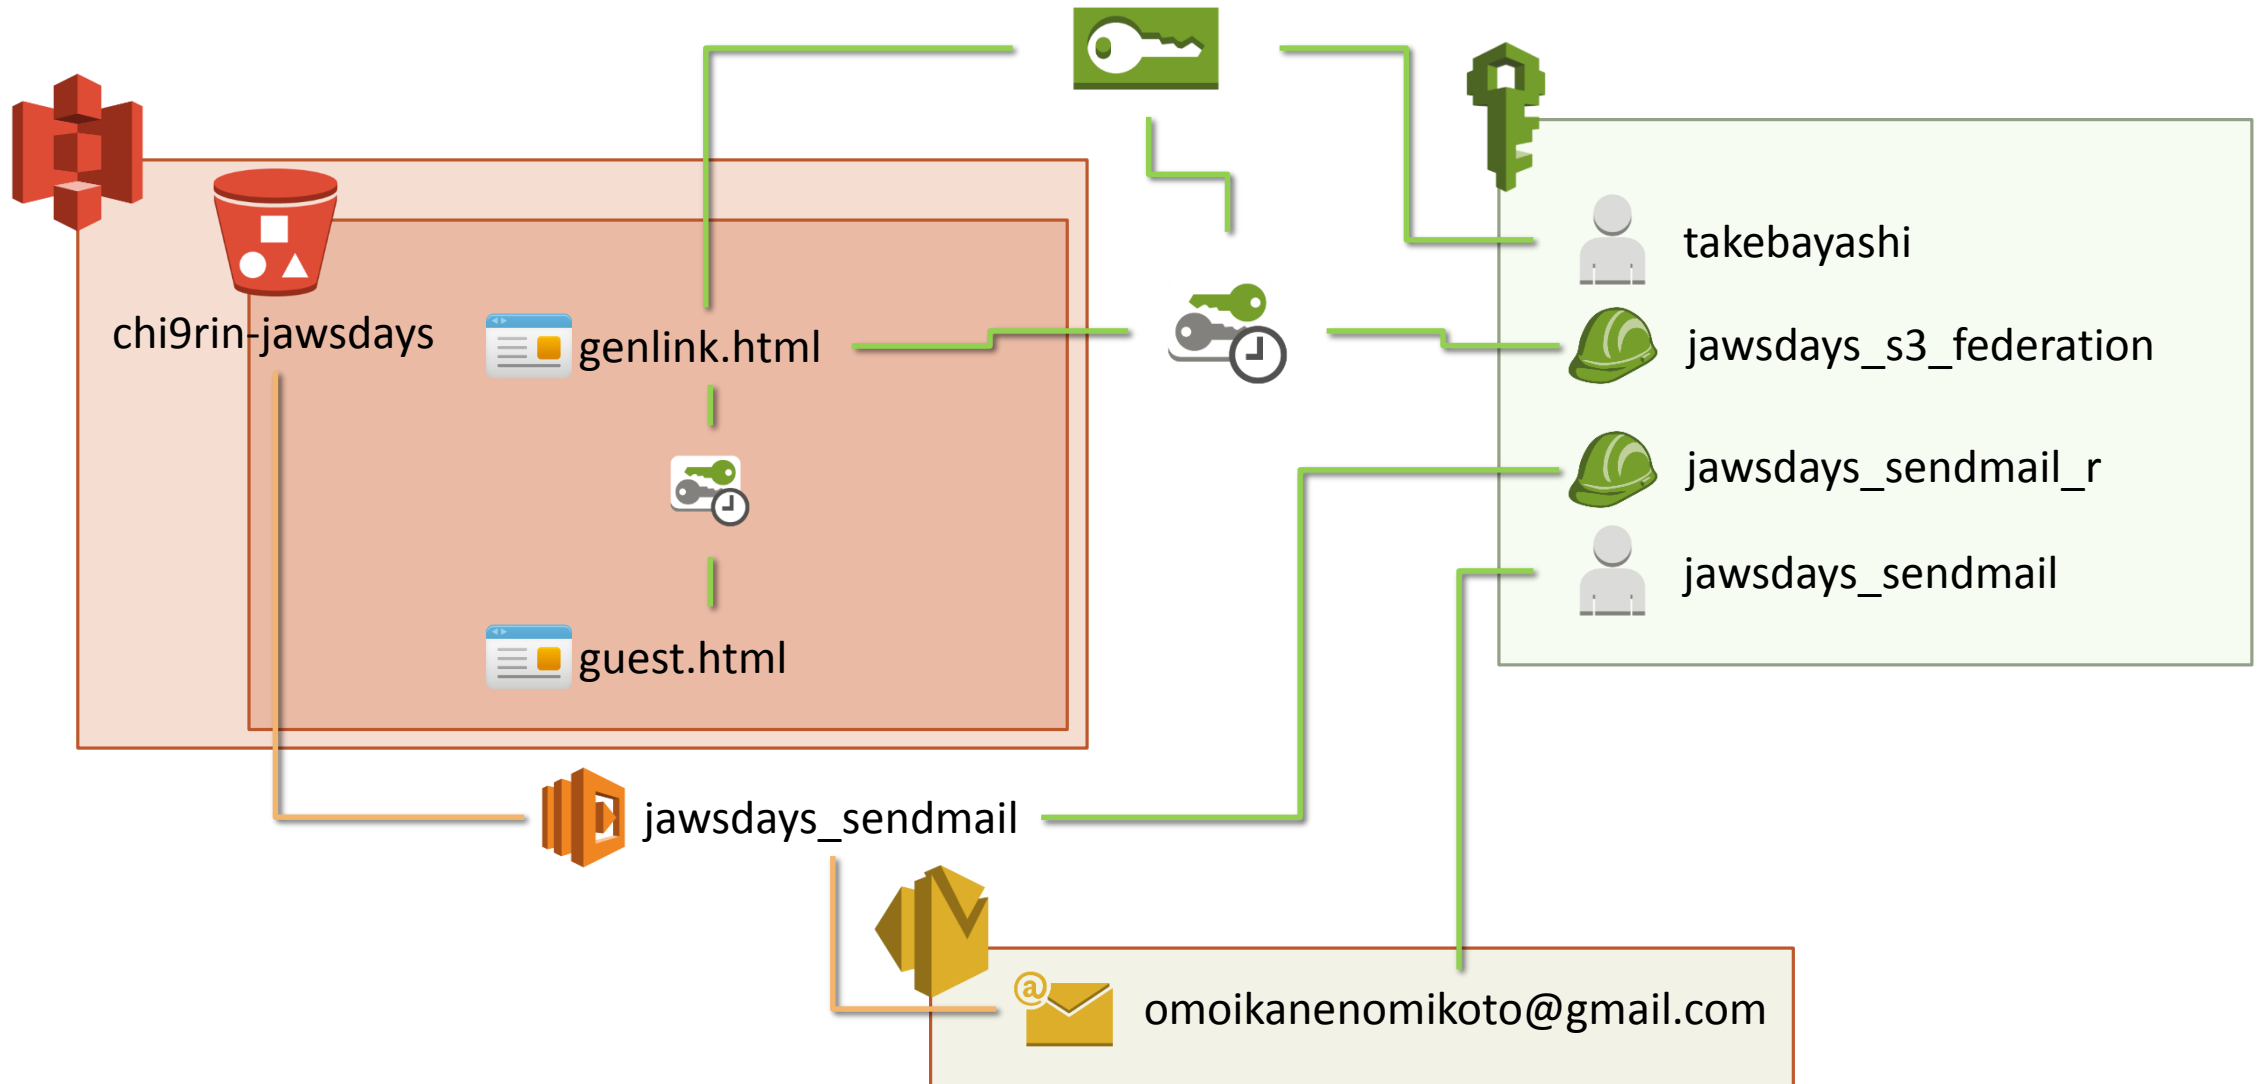 takebayashi
chi9rin-jawsdays
genlink.html
jawsdays_s3_federation
jawsdays_sendmail_r
jawsdays_sendmail
guest.html
jawsdays_sendmail
omoikanenomikoto@gmail.com